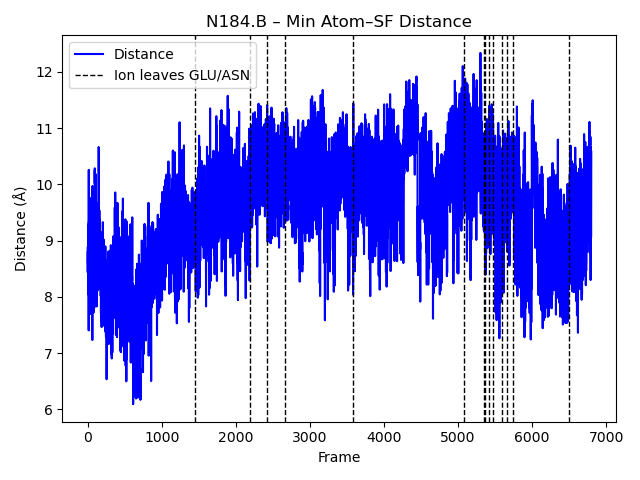 N184.B – Min Atom–SF Distance
Distance
Ion leaves GLU/ASN
Distance (Å)
12
11
10
9
8
7
6
0 1000 2000 3000 4000 5000 6000 7000
Frame